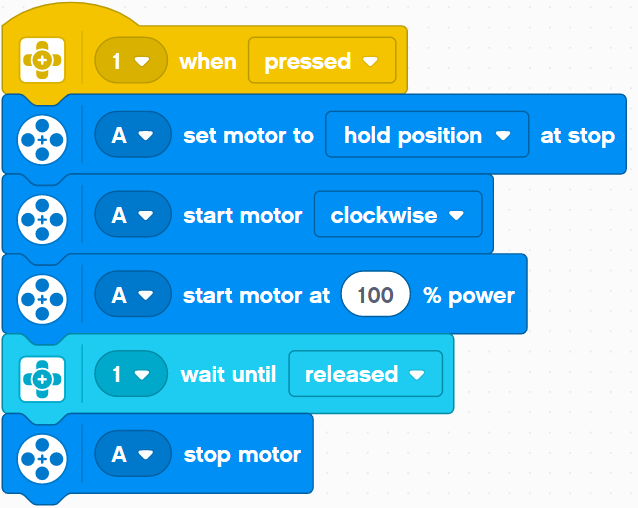 1 when pressed
A set motor to hold position at stop
A start motor clockwise
A start motor at 100 % power
1 wait until released
A stop motor